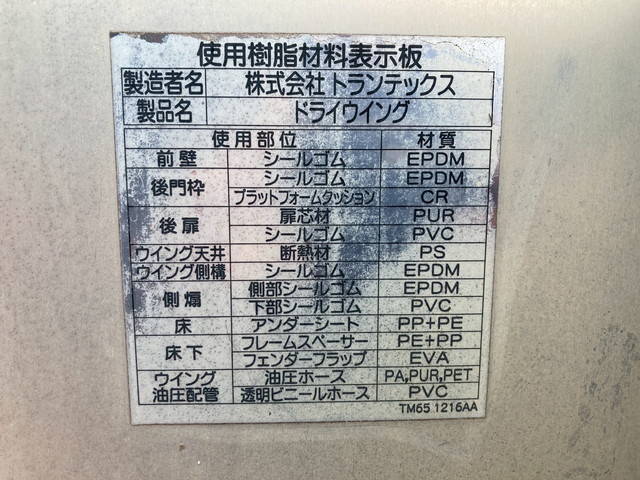 使用樹脂材料表示板
製造者名 株式会社 トランテックス
製品名 ドライウイング
使用部位 材質
前壁 シールゴム EPDM
後門枠 シールゴム EPDM
プラットフォームクッション CR
後扉 扉芯材 PUR
シールゴム PVC
ウイング天井 断熱材 PS
ウイング側構 シールゴム EPDM
側煽 側部シールゴム EPDM
下部シールゴム PVC
床 アンダーシート PP+PE
床下 フレームスペーサー PE+PP
フェンダーフラップ EVA
ウイング油圧配管 油圧ホース PA,PUR,PET
透明ビニールホース PVC
TM65 1216AA